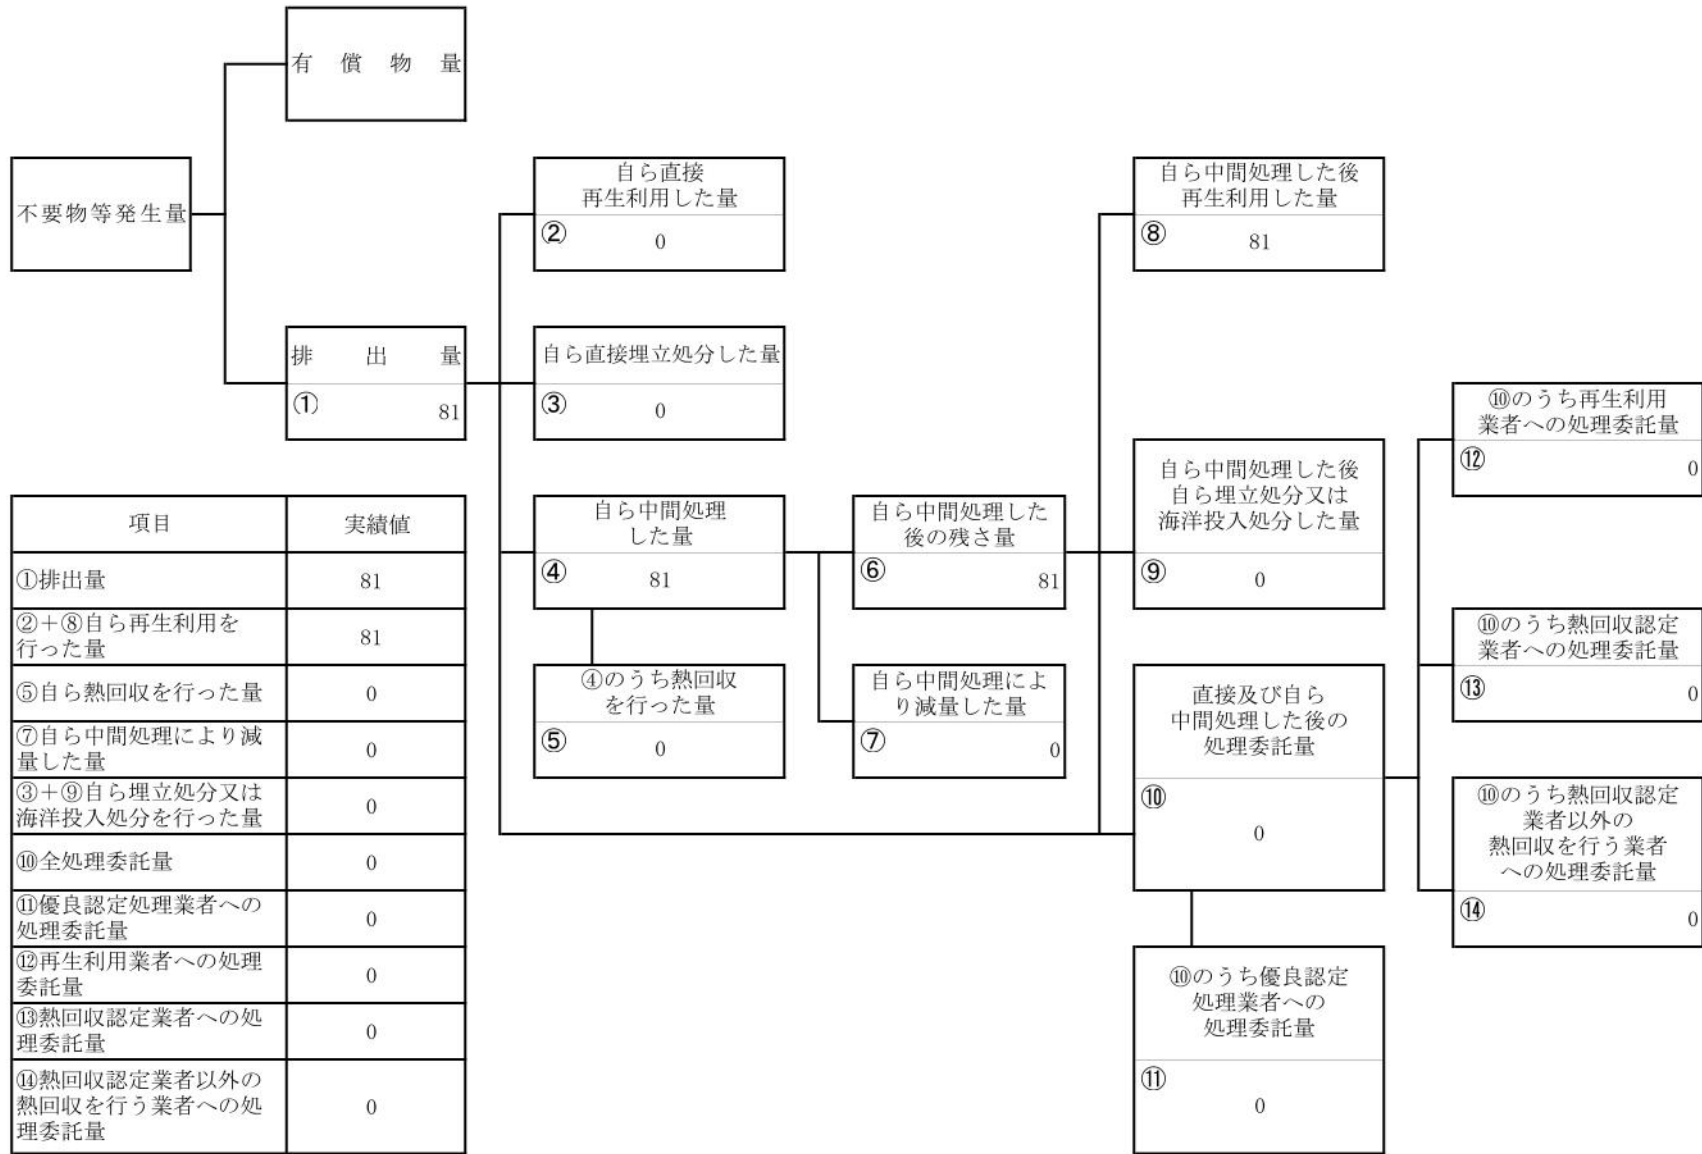 有償物量
不要物等発生量
自ら直接
再生利用した量
②
0
自ら中間処理した後
再生利用した量
⑧
81
排出量
①
81
自ら直接埋立処分した量
③
0
⑩のうち再生利用
業者への処理委託量
⑫
0
自ら中間処理した後
自ら埋立処分又は
海洋投入処分した量
⑨
0
自ら中間処理
した量
④
81
自ら中間処理した
後の残さ量
⑥
81
⑩のうち熱回収認定
業者への処理委託量
⑬
0
④のうち熱回収
を行った量
⑤
0
自ら中間処理によ
り減量した量
⑦
0
直接及び自ら
中間処理した後の
処理委託量
⑩
0
⑩のうち熱回収認定
業者以外の
熱回収を行う業者
への処理委託量
⑭
0
⑩のうち優良認定
処理業者への
処理委託量
⑪
0
項目 実績値
①排出量 81
②+⑧自ら再生利用を
行った量 81
⑤自ら熱回収を行った量 0
⑦自ら中間処理により減
量した量 0
③+⑨自ら埋立処分又は
海洋投入処分を行った量 0
⑩全処理委託量 0
⑪優良認定処理業者への
処理委託量 0
⑫再生利用業者への処理
委託量 0
⑬熱回収認定業者への処
理委託量 0
⑭熱回収認定業者以外の
熱回収を行う業者への処 0
理委託量